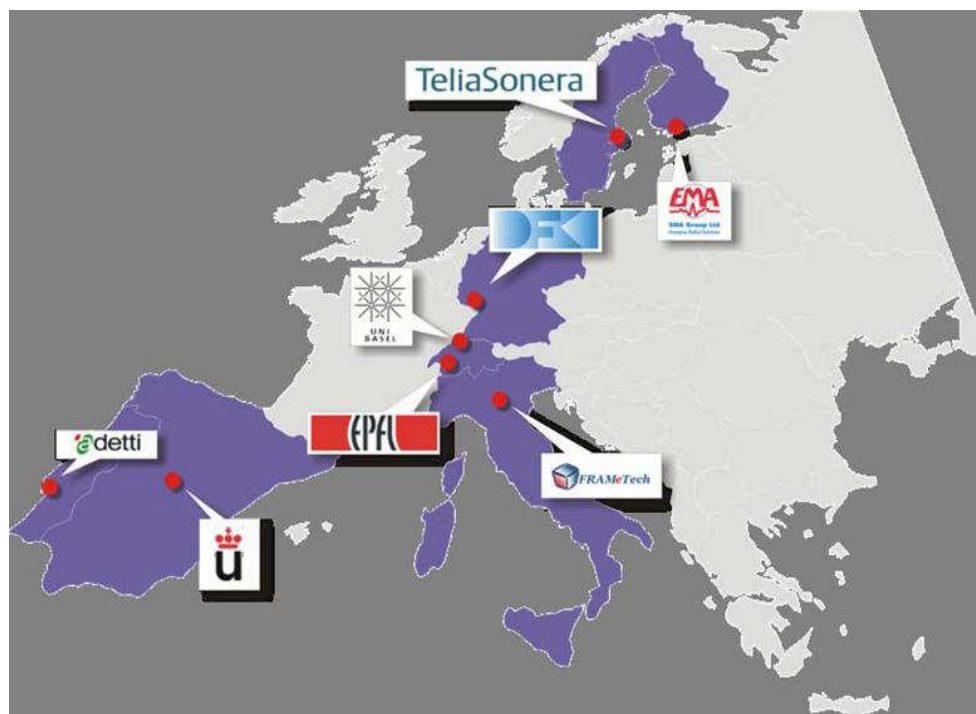 TeliaSonera
EMA
EMA Group Ltd
DFKI
UNI
BASEL
EPFL
adetti
FRAMeTech
u